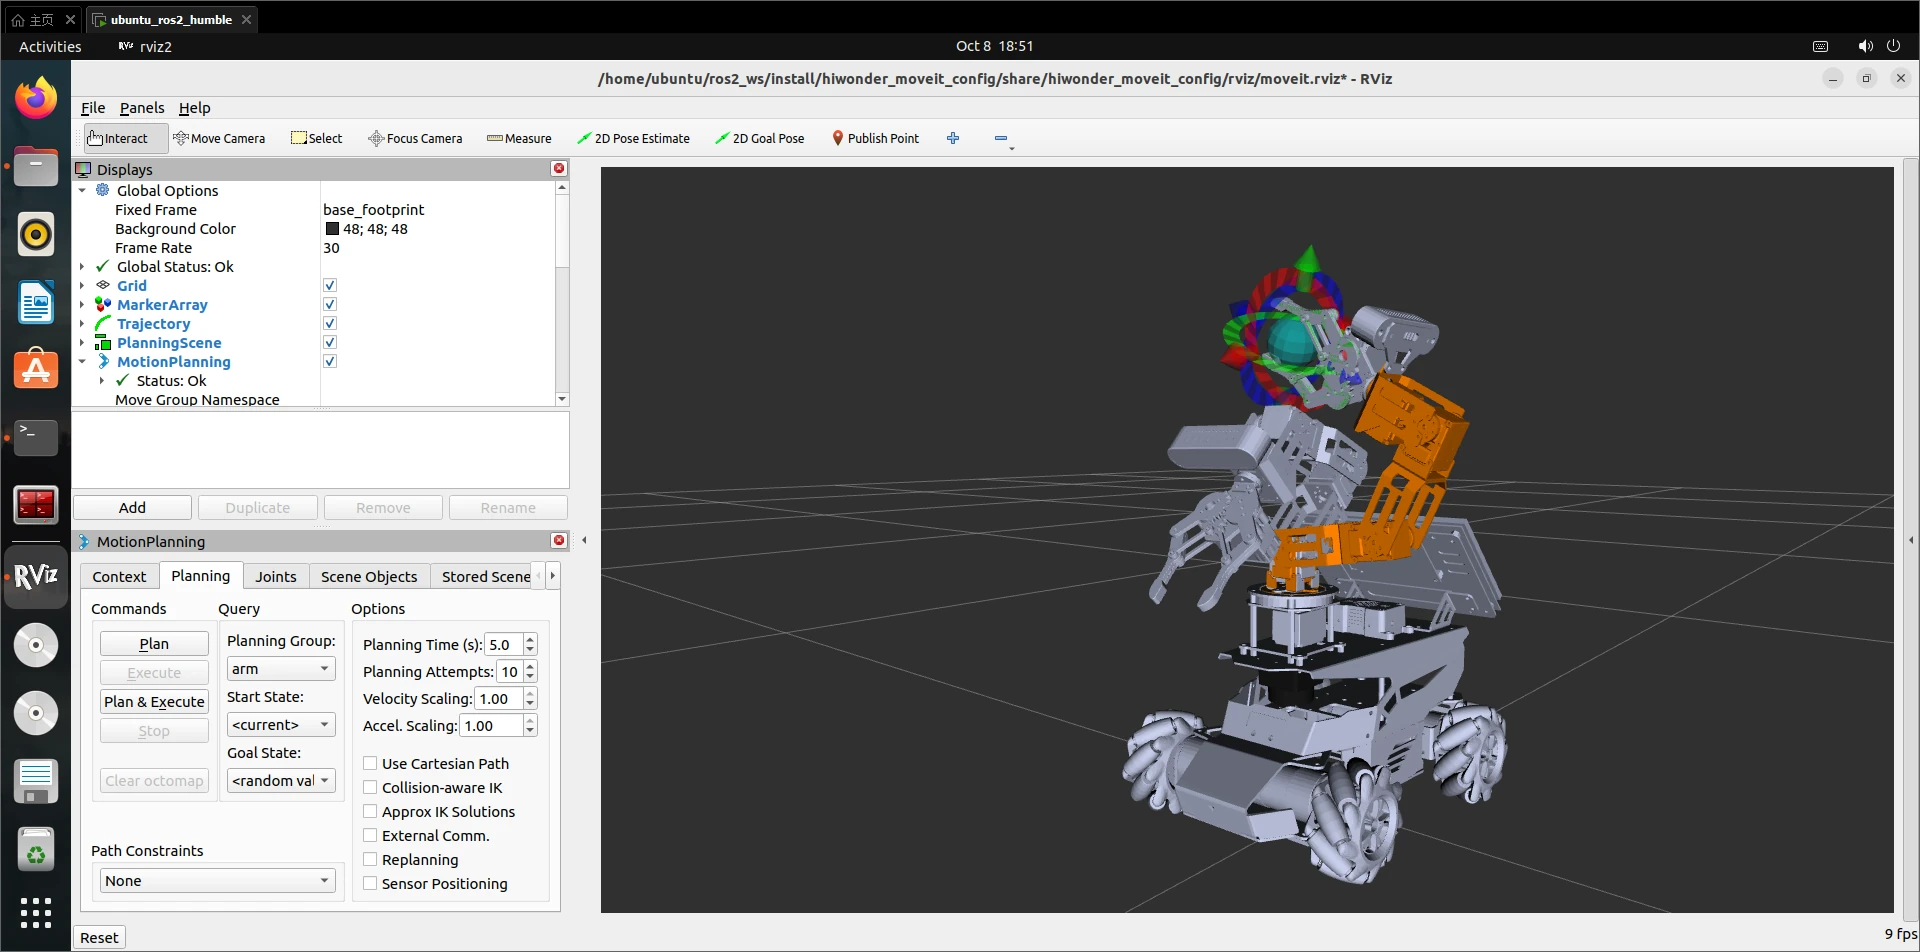 主页
ubuntu_ros2_humble
Activities
RViz rviz2
Oct 8 18:51
/home/ubuntu/ros2_ws/install/hiwonder_moveit_config/share/hiwonder_moveit_config/rviz/moveit.rviz* - RViz
File Panels Help
Interact Move Camera Select Focus Camera Measure 2D Pose Estimate 2D Goal Pose Publish Point
Displays
Global Options
Fixed Frame base_footprint
Background Color 48; 48; 48
Frame Rate 30
Global Status: Ok
Grid
MarkerArray
Trajectory
PlanningScene
MotionPlanning
Status: Ok
Move Group Namespace
Add Duplicate Remove Rename
MotionPlanning
Context Planning Joints Scene Objects Stored Scene
Commands
Plan
Execute
Plan & Execute
Stop
Clear octomap
Query
Planning Group:
arm
Start State:
<current>
Goal State:
<random val
Options
Planning Time (s): 5.0
Planning Attempts: 10
Velocity Scaling: 1.00
Accel. Scaling: 1.00
Use Cartesian Path
Collision-aware IK
Approx IK Solutions
External Comm.
Replanning
Sensor Positioning
Path Constraints
None
RViz
Reset
9 fps